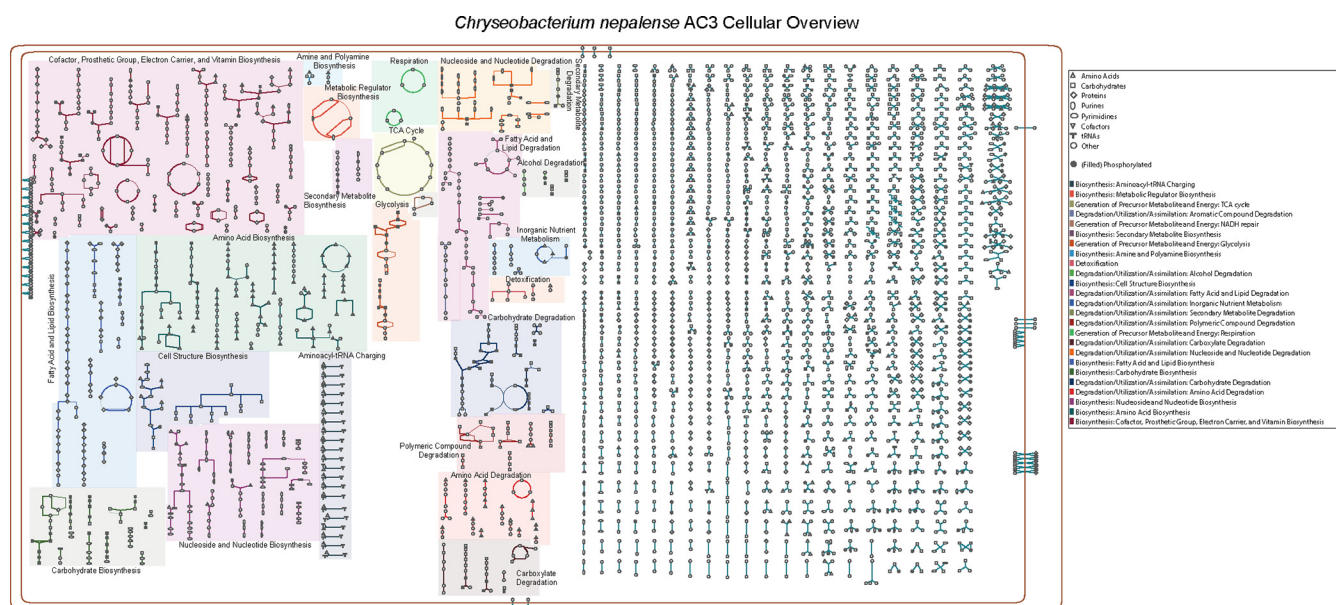 Chryseobacterium nepalense AC3 Cellular Overview
Cofactor, Prosthetic Group, Electron Carrier, and Vitamin Biosynthesis
Amine and Polyamine
Biosynthesis
Respiration
Nucleoside and Nucleotide Degradation
Secondary Metabolite
Degradation
Metabolic Regulator
Biosynthesis
TCA Cycle
Fatty Acid and
Lipid Degradation
Alcohol Degradation
Secondary Metabolite
Biosynthesis
Glycolysis
Amino Acid Biosynthesis
Inorganic Nutrient
Metabolism
Detoxification
Fatty Acid and Lipid Biosynthesis
Carbohydrate Degradation
Cell Structure Biosynthesis
Aminoacyl-tRNA Charging
Polymeric Compound
Degradation
Amino Acid Degradation
Nucleoside and Nucleotide Biosynthesis
Carbohydrate Biosynthesis
Carboxylate
Degradation
Amino Acids
Carbohydrates
Proteins
Purines
Pyrimidines
Cofactors
tRNAs
Other
(Filled) Phosphorylated
Biosynthesis: Aminoacyl-tRNA Charging
Biosynthesis: Metabolic Regulator Biosynthesis
Generation of Precursor Metabolite and Energy: TCA cycle
Degradation/Utilization/Assimilation: Aromatic Compound Degradation
Generation of Precursor Metabolite and Energy: NADH repair
Biosynthesis: Secondary Metabolite Biosynthesis
Generation of Precursor Metabolite and Energy: Glycolysis
Biosynthesis: Amine and Polyamine Biosynthesis
Detoxification
Degradation/Utilization/Assimilation: Alcohol Degradation
Biosynthesis: Cell Structure Biosynthesis
Degradation/Utilization/Assimilation: Fatty Acid and Lipid Degradation
Degradation/Utilization/Assimilation: Inorganic Nutrient Metabolism
Degradation/Utilization/Assimilation: Secondary Metabolite Degradation
Degradation/Utilization/Assimilation: Polymeric Compound Degradation
Generation of Precursor Metabolite and Energy: Respiration
Degradation/Utilization/Assimilation: Carboxylate Degradation
Degradation/Utilization/Assimilation: Nucleoside and Nucleotide Degradation
Biosynthesis: Fatty Acid and Lipid Biosynthesis
Biosynthesis: Carbohydrate Biosynthesis
Degradation/Utilization/Assimilation: Carbohydrate Degradation
Degradation/Utilization/Assimilation: Amino Acid Degradation
Biosynthesis: Nucleoside and Nucleotide Biosynthesis
Biosynthesis: Amino Acid Biosynthesis
Biosynthesis: Cofactor, Prosthetic Group, Electron Carrier, and Vitamin Biosynthesis